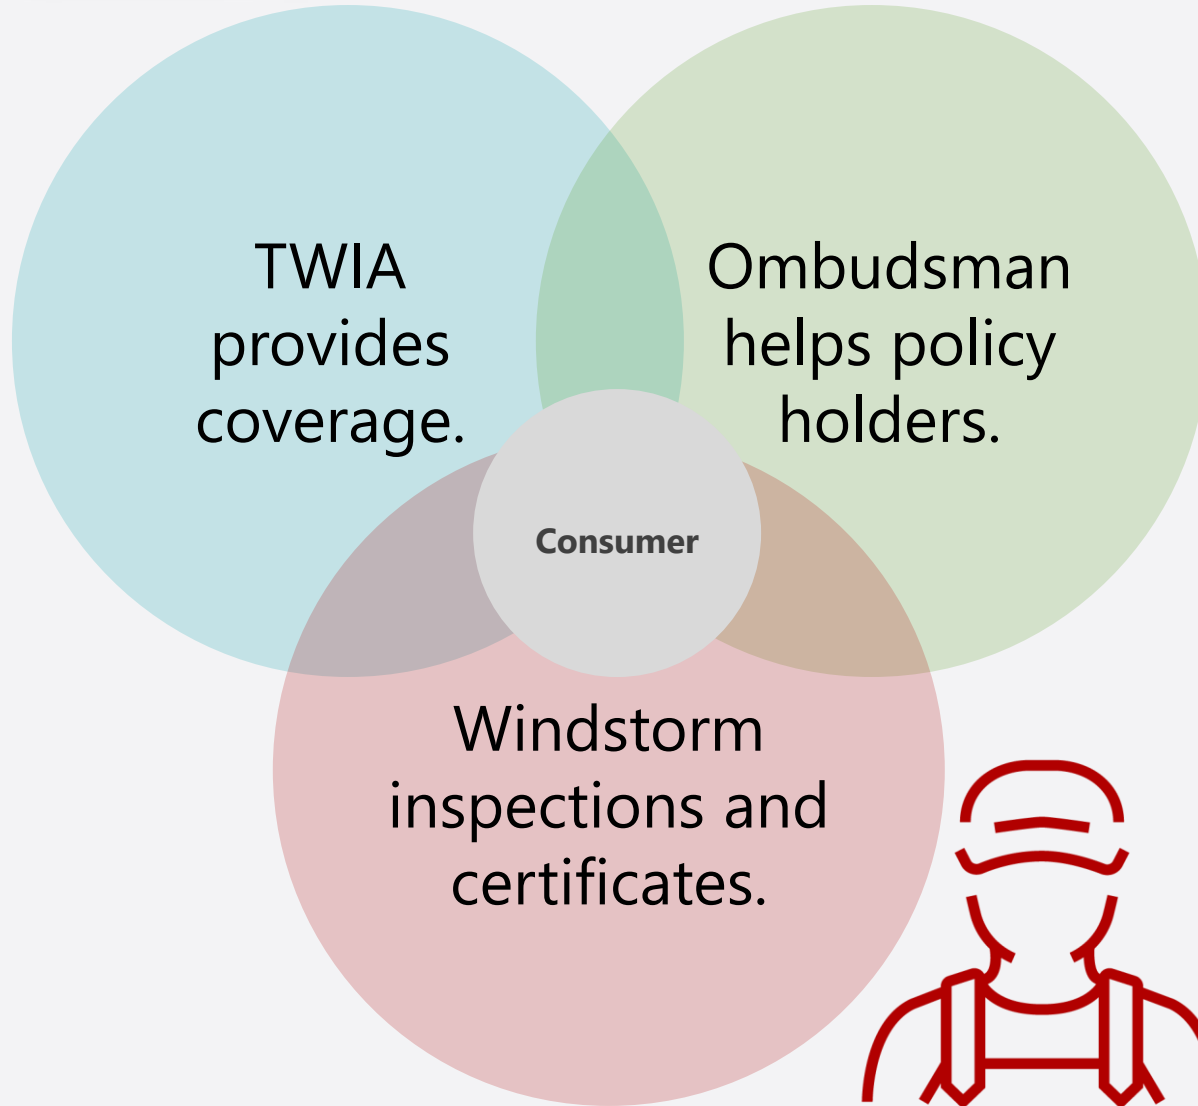 TWIA
provides
coverage.
Ombudsman
helps policy
holders.
Consumer
Windstorm
inspections and
certificates.